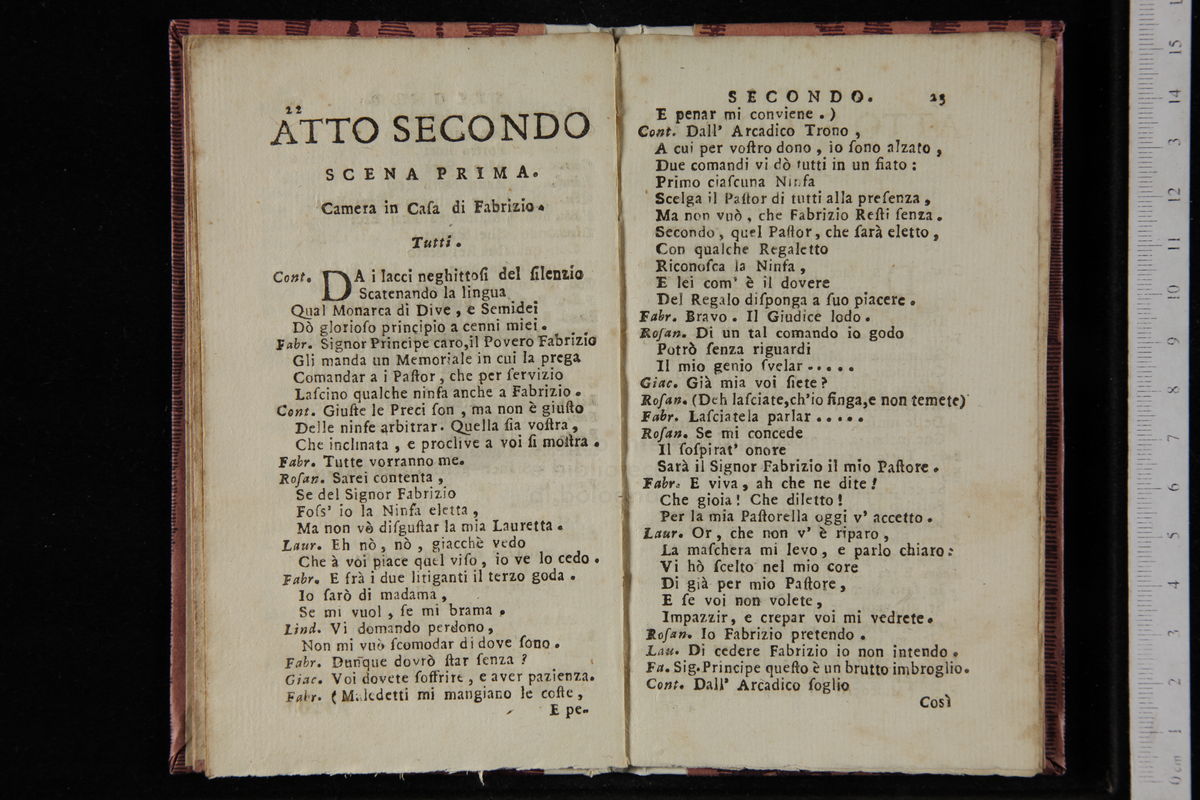 22
ATTO SECONDO
SCENA PRIMA.
Camera in Caſa di Fabrizio.
Tutti.
Cont. DA i lacci neghittoſi del ſilenzio
Scatenando la lingua
Qual Monarca di Dive, e Semidei
Dò glorioſo principio a cenni miei.
Fabr. Signor Principe caro, il Povero Fabrizio
Gli manda un Memoriale in cui la prega
Comandar a i Paſtor, che per ſervizio
Laſcino qualche ninfa anche a Fabrizio.
Cont. Giuſte le Preci ſon, ma non è giuſto
Delle ninfe arbitrar. Quella ſia voſtra,
Che inclinata, e proclive a voi ſi moſtra.
Fabr. Tutte vorranno me.
Roſan. Sarei contenta,
Se del Signor Fabrizio
Foſs' io la Ninfa eletta,
Ma non vò diſguſtar la mia Lauretta.
Laur. Eh nò, nò, giacchè vedo
Che à voi piace quel viſo, io ve lo cedo.
Fabr. E frà i due litiganti il terzo goda.
Io ſarò di madama,
Se mi vuol, ſe mi brama.
Lind. Vi domando perdono,
Non mi vuò ſcomodar di dove ſono.
Fabr. Dunque dovrò ſtar ſenza?
Giac. Voi dovete ſoffrire, e aver pazienza.
Fabr. (Maledetti mi mangiano le coſte,
E pe-
SECONDO. 23
E penar mi conviene.)
Cont. Dall' Arcadico Trono,
A cui per voſtro dono, io ſono alzato,
Due comandi vi dò tutti in un fiato:
Primo ciaſcuna Ninfa
Scelga il Paſtor di tutti alla preſenza,
Ma non vuò, che Fabrizio Reſti ſenza.
Secondo, quel Paſtor, che ſarà eletto,
Con qualche Regaletto
Riconoſca la Ninfa,
E lei com' è il dovere
Del Regalo diſponga a ſuo piacere.
Fabr. Bravo. Il Giudice lodo.
Roſan. Di un tal comando io godo
Potrò ſenza riguardi
Il mio genio ſvelar.....
Giac. Già mia voi ſiete?
Roſan. (Deh laſciate, ch'io finga, e non temete)
Fabr. Laſciatela parlar.....
Roſan. Se mi concede
Il ſoſpirat' onore
Sarà il Signor Fabrizio il mio Paſtore.
Fabr. E viva, ah che ne dite!
Che gioia! Che diletto!
Per la mia Paſtorella oggi v' accetto.
Laur. Or, che non v' è riparo,
La maſchera mi levo, e parlo chiaro:
Vi hò ſcelto nel mio core
Di già per mio Paſtore,
E ſe voi non volete,
Impazzir, e crepar voi mi vedrete.
Roſan. Io Fabrizio pretendo.
Lau. Di cedere Fabrizio io non intendo.
Fa. Sig. Principe queſto è un brutto imbroglio.
Cont. Dall' Arcadico ſoglio
Così
0 cm 1 2 3 4 5 6 7 8 9 10 11 12 13 14 15